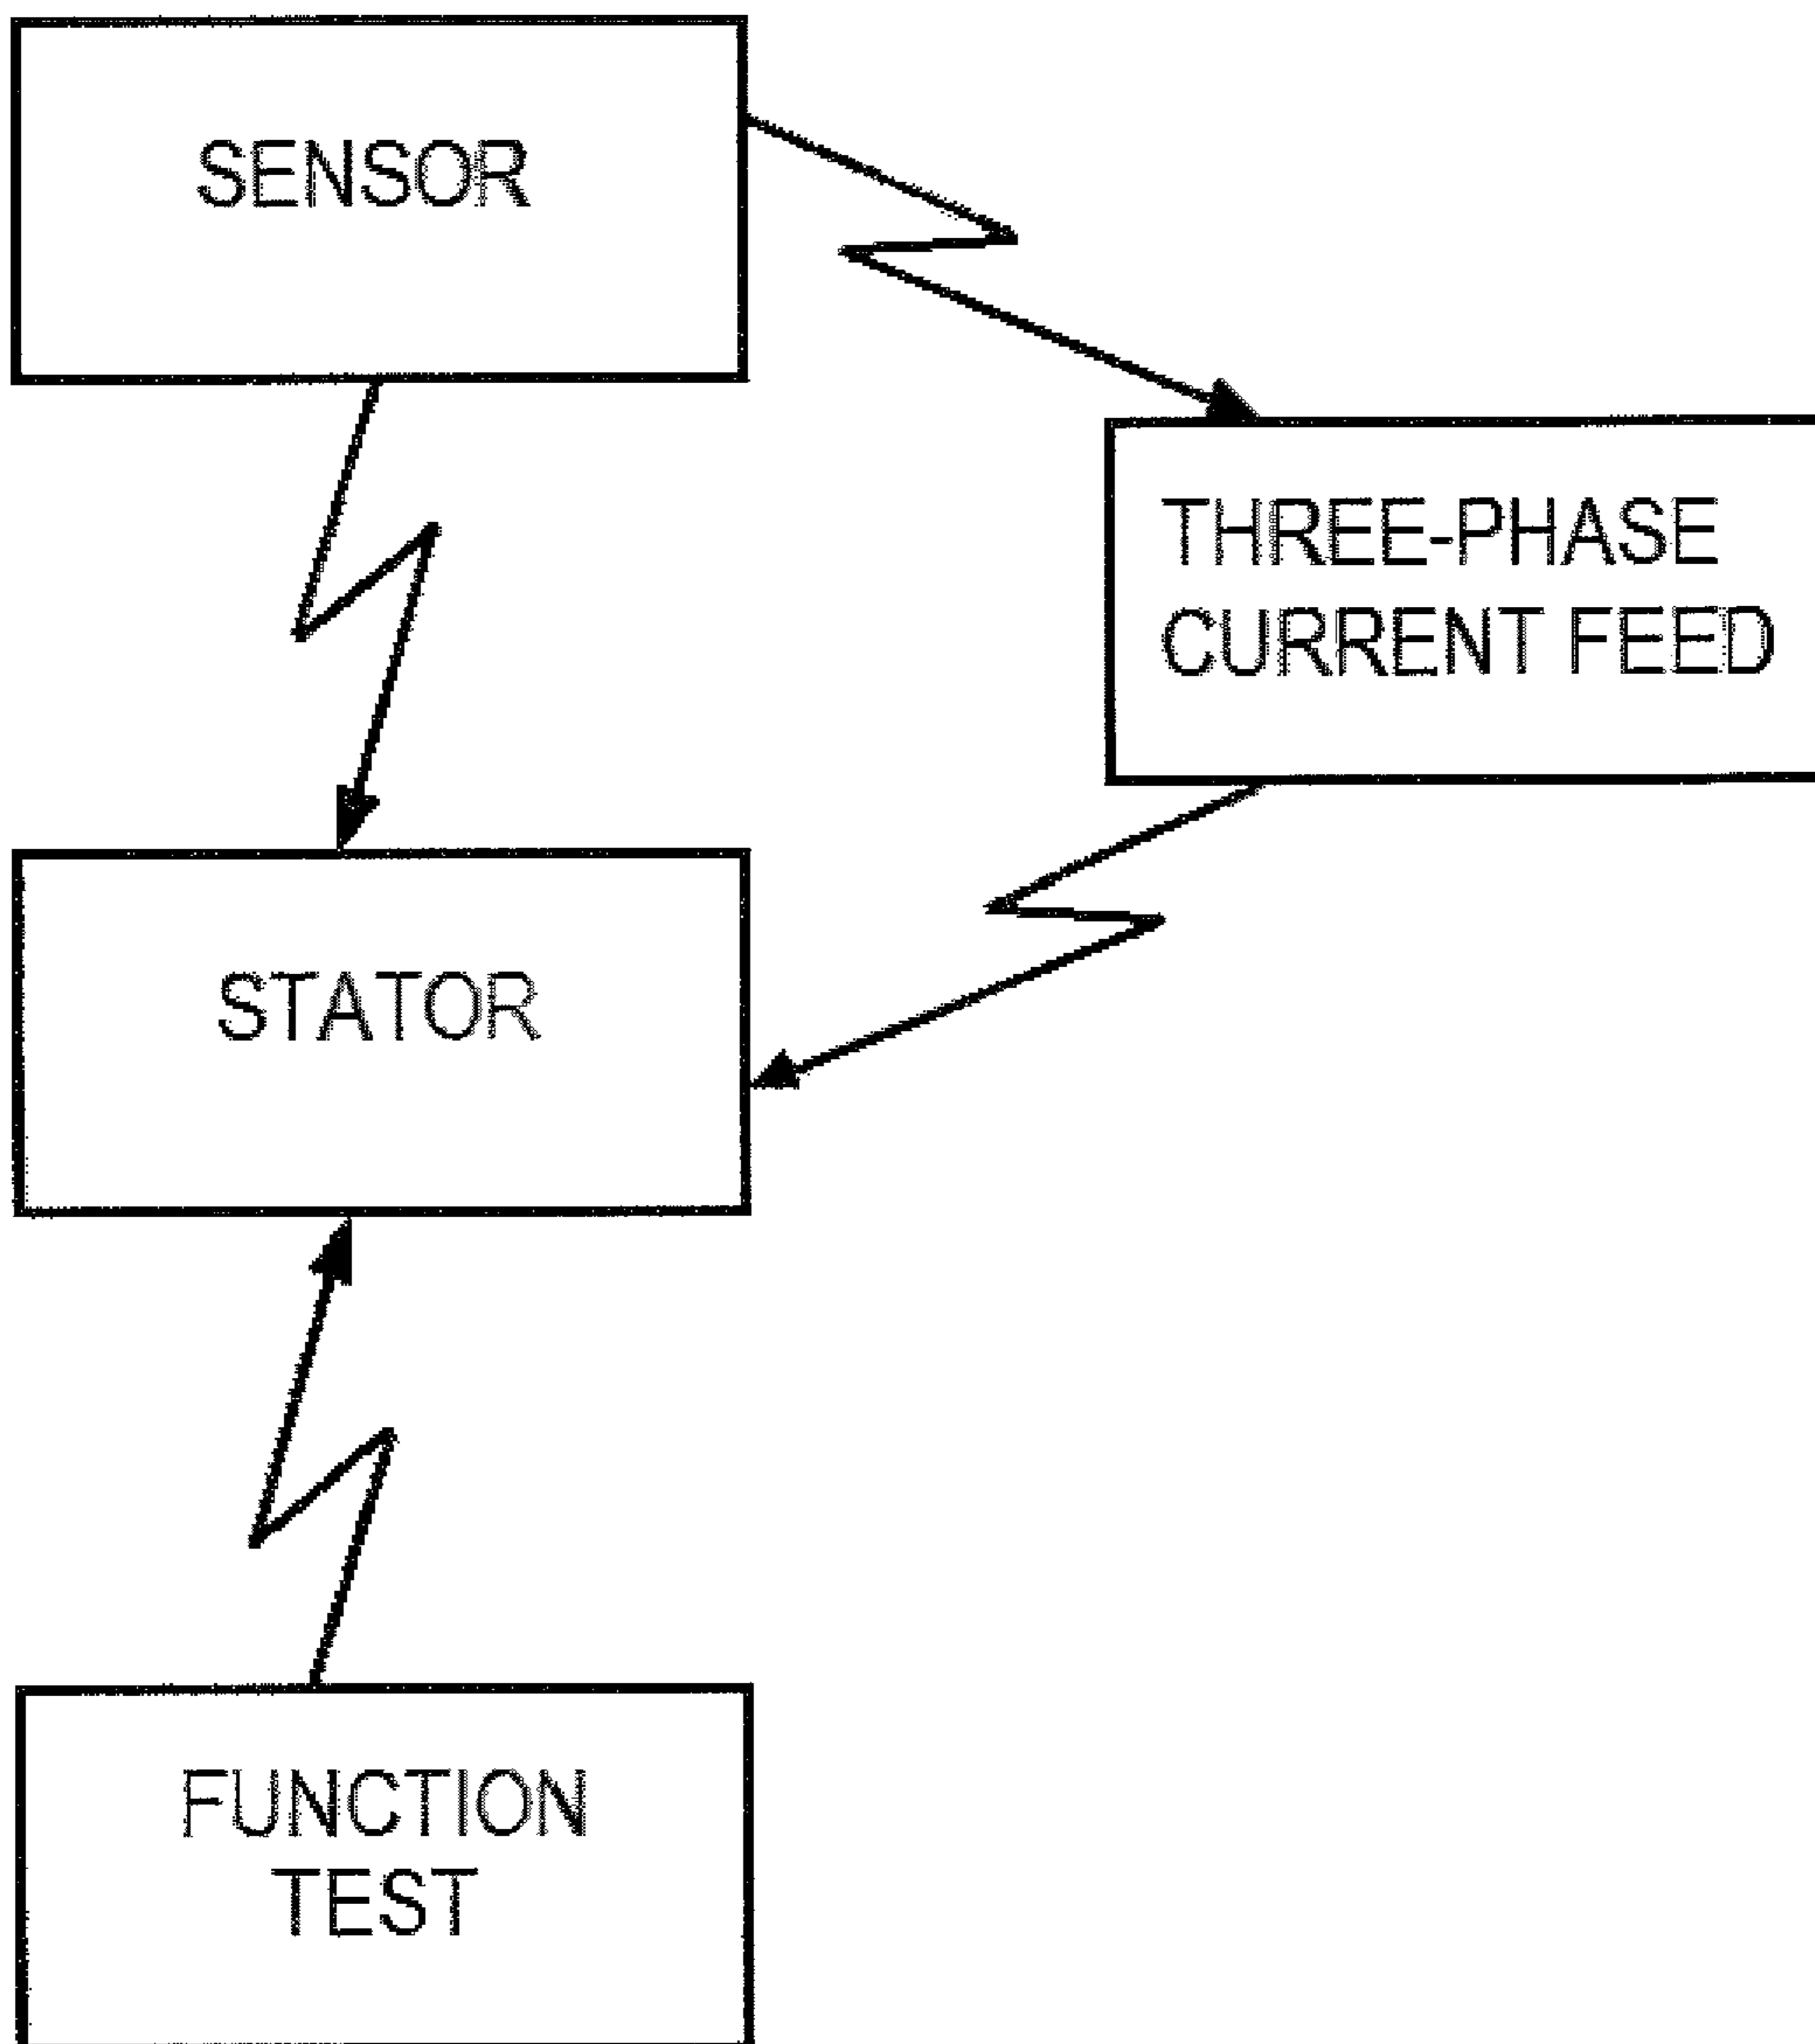 SENSOR
THREE-PHASE
CURRENT FEED
STATOR
FUNCTION
TEST